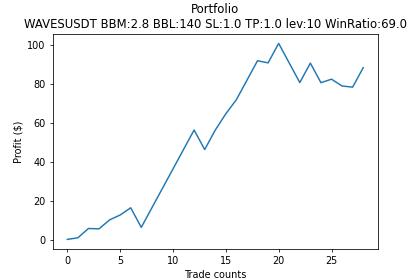 Portfolio
WAVESUSDT BBM:2.8 BBL:140 SL:1.0 TP:1.0 lev:10 WinRatio:69.0
100
80
60
40
20
0
Profit ($)
0 5 10 15 20 25
Trade counts